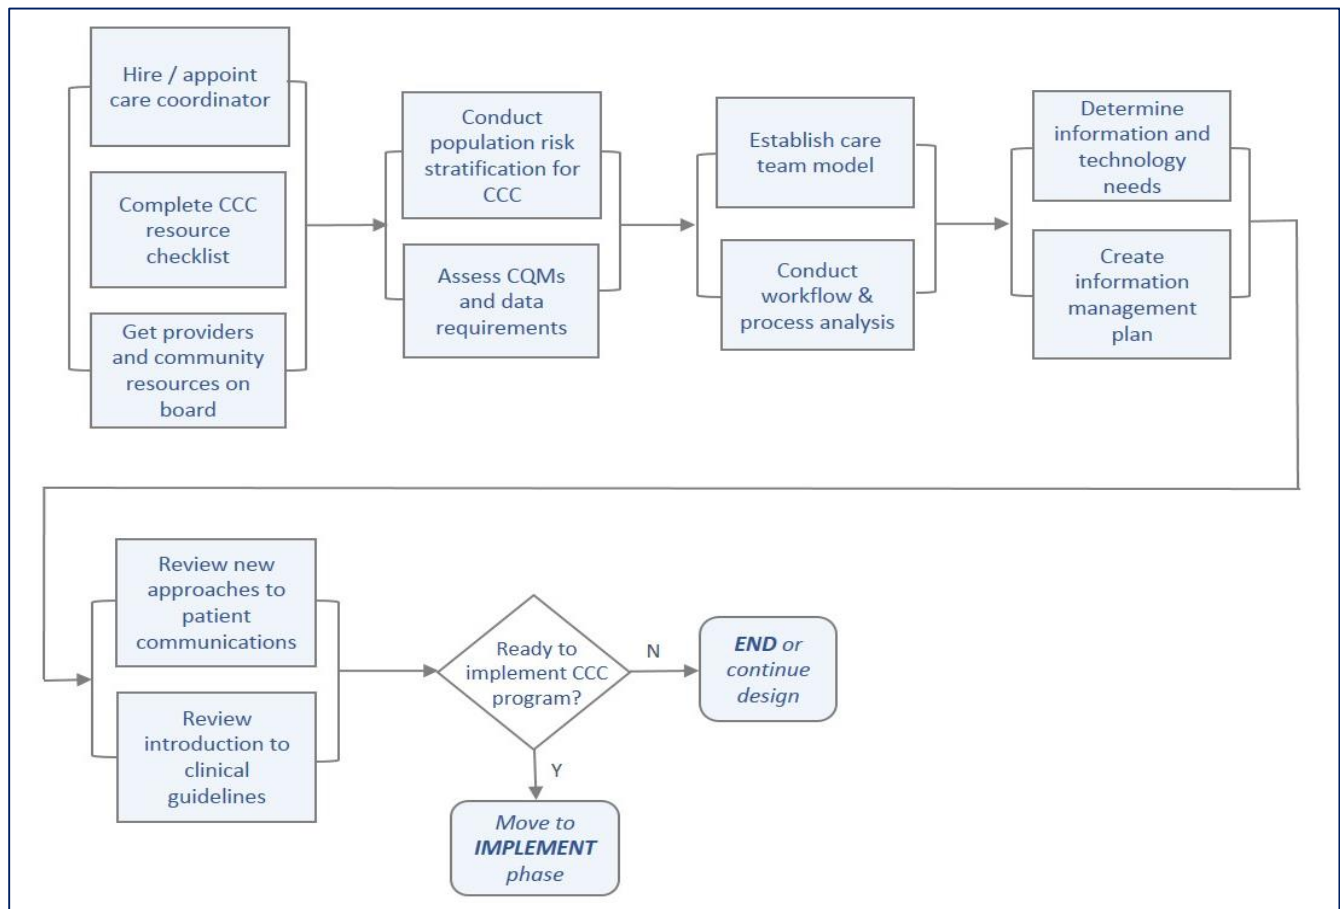 Hire / appoint
care coordinator
Complete CCC
resource
checklist
Get providers
and community
resources on
board
Conduct
population risk
stratification for
CCC
Assess CQMs
and data
requirements
Establish care
team model
Conduct
workflow &
process analysis
Determine
information and
technology
needs
Create
information
management
plan
Review new
approaches to
patient
communications
Review
introduction to
clinical
guidelines
Ready to
implement CCC
program?
N
END or
continue
design
Y
Move to
IMPLEMENT
phase